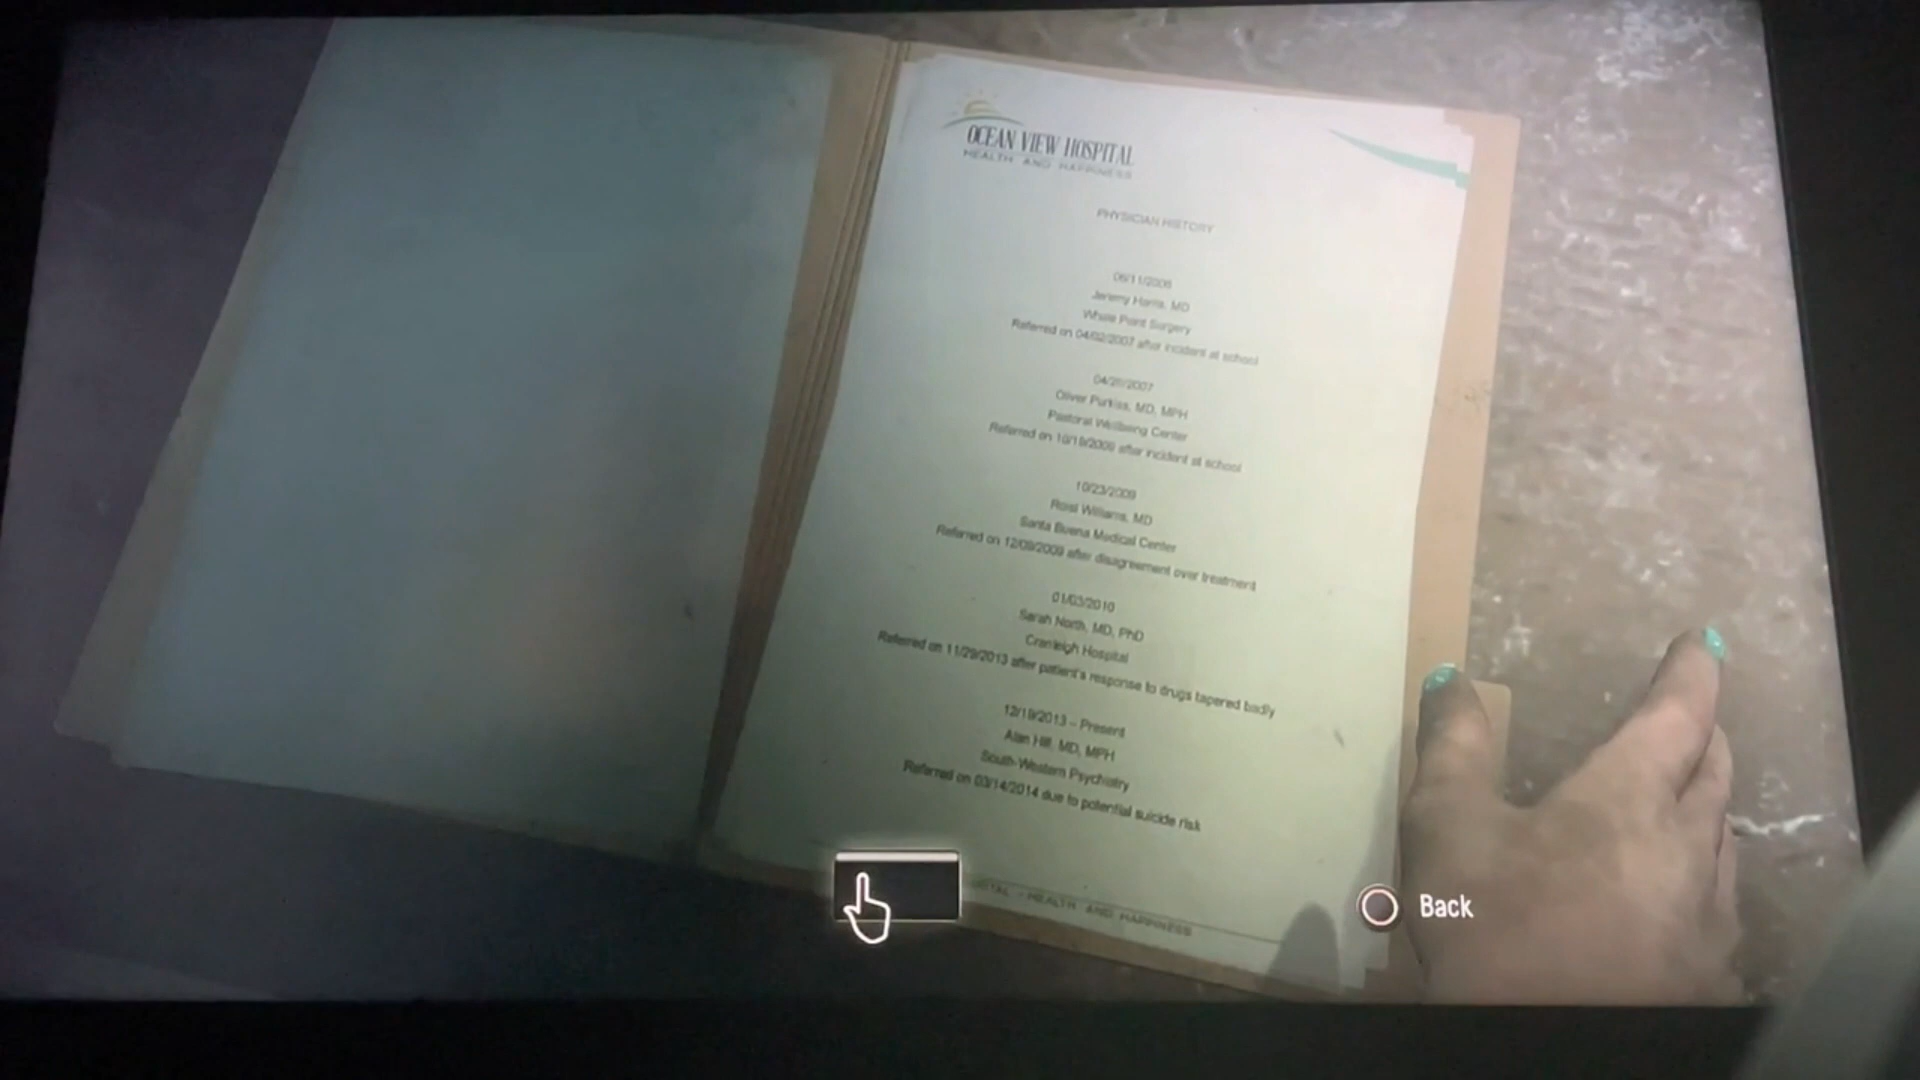 OCEAN VIEW HOSPITAL
HEALTH AND HAPPINESS
PHYSICIAN HISTORY
06/11/2006
Jeremy Harris, MD
Whale Point Surgery
Referred on 04/02/2007 after incident at school
04/20/2007
Oliver Purkiss, MD, MPH
Pastoral Wellbeing Center
Referred on 10/19/2009 after incident at school
10/23/2009
Rossi Williams, MD
Santa Buena Medical Center
Referred on 12/09/2009 after disagreement over treatment
01/03/2010
Sarah North, MD, PhD
Cranleigh Hospital
Referred on 11/29/2013 after patient's response to drugs tapered badly
12/19/2013 – Present
Alan Hill, MD, MPH
South-Western Psychiatry
Referred on 03/14/2014 due to potential suicide risk
- HEALTH AND HAPPINESS
Back